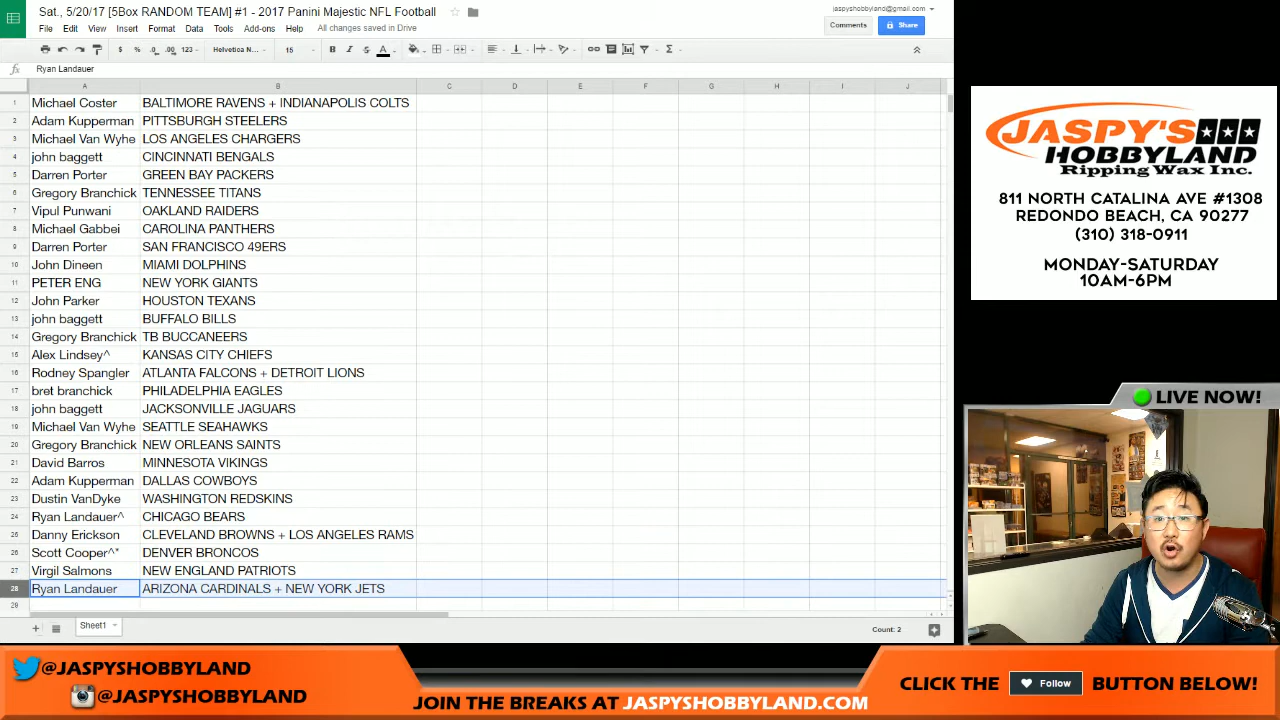 Sat., 5/20/17 [5Box RANDOM TEAM] #1 - 2017 Panini Majestic NFL Football
jaspyshobbyland@gmail.com
File Edit View Insert Format Data Tools Add-ons Help All changes saved in Drive
Comments Share
$ % .0 .00 123 Helvetica N... 15 B I S A Σ
fx Ryan Landauer
A B C D E F G H I J
1 Michael Coster BALTIMORE RAVENS + INDIANAPOLIS COLTS
2 Adam Kupperman PITTSBURGH STEELERS
3 Michael Van Wyhe LOS ANGELES CHARGERS
4 john baggett CINCINNATI BENGALS
5 Darren Porter GREEN BAY PACKERS
6 Gregory Branchick TENNESSEE TITANS
7 Vipul Punwani OAKLAND RAIDERS
8 Michael Gabbei CAROLINA PANTHERS
9 Darren Porter SAN FRANCISCO 49ERS
10 John Dineen MIAMI DOLPHINS
11 PETER ENG NEW YORK GIANTS
12 John Parker HOUSTON TEXANS
13 john baggett BUFFALO BILLS
14 Gregory Branchick TB BUCCANEERS
15 Alex Lindsey^ KANSAS CITY CHIEFS
16 Rodney Spangler ATLANTA FALCONS + DETROIT LIONS
17 bret branchick PHILADELPHIA EAGLES
18 john baggett JACKSONVILLE JAGUARS
19 Michael Van Wyhe SEATTLE SEAHAWKS
20 Gregory Branchick NEW ORLEANS SAINTS
21 David Barros MINNESOTA VIKINGS
22 Adam Kupperman DALLAS COWBOYS
23 Dustin VanDyke WASHINGTON REDSKINS
24 Ryan Landauer^ CHICAGO BEARS
25 Danny Erickson CLEVELAND BROWNS + LOS ANGELES RAMS
26 Scott Cooper^* DENVER BRONCOS
27 Virgil Salmons NEW ENGLAND PATRIOTS
28 Ryan Landauer ARIZONA CARDINALS + NEW YORK JETS
29
Sheet1
Count: 2
JASPY'S
HOBBYLAND
Ripping Wax Inc.
811 NORTH CATALINA AVE #1308
REDONDO BEACH, CA 90277
(310) 318-0911
MONDAY-SATURDAY
10AM-6PM
LIVE NOW!
@JASPYSHOBBYLAND
@JASPYSHOBBYLAND
JOIN THE BREAKS AT JASPYSHOBBYLAND.COM
CLICK THE Follow BUTTON BELOW!